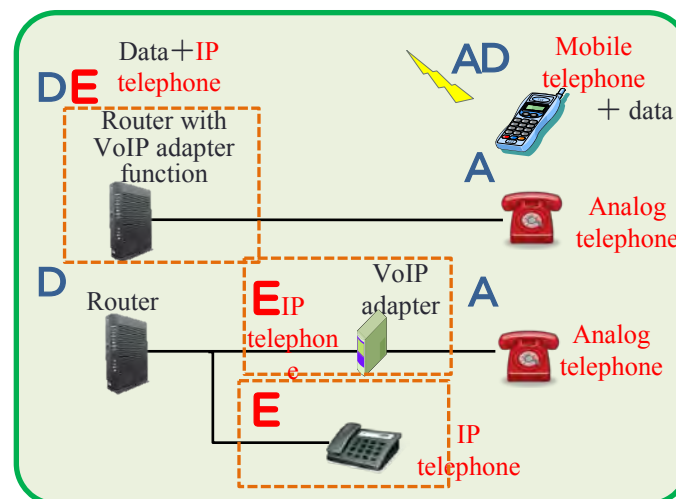 Data+IP
telephone
D E
Router with
VoIP adapter
function
AD
Mobile
telephone
+ data
A
Analog
telephone
D
Router
E IP
telephon
e
VoIP
adapter
A
Analog
telephone
E
IP
telephone